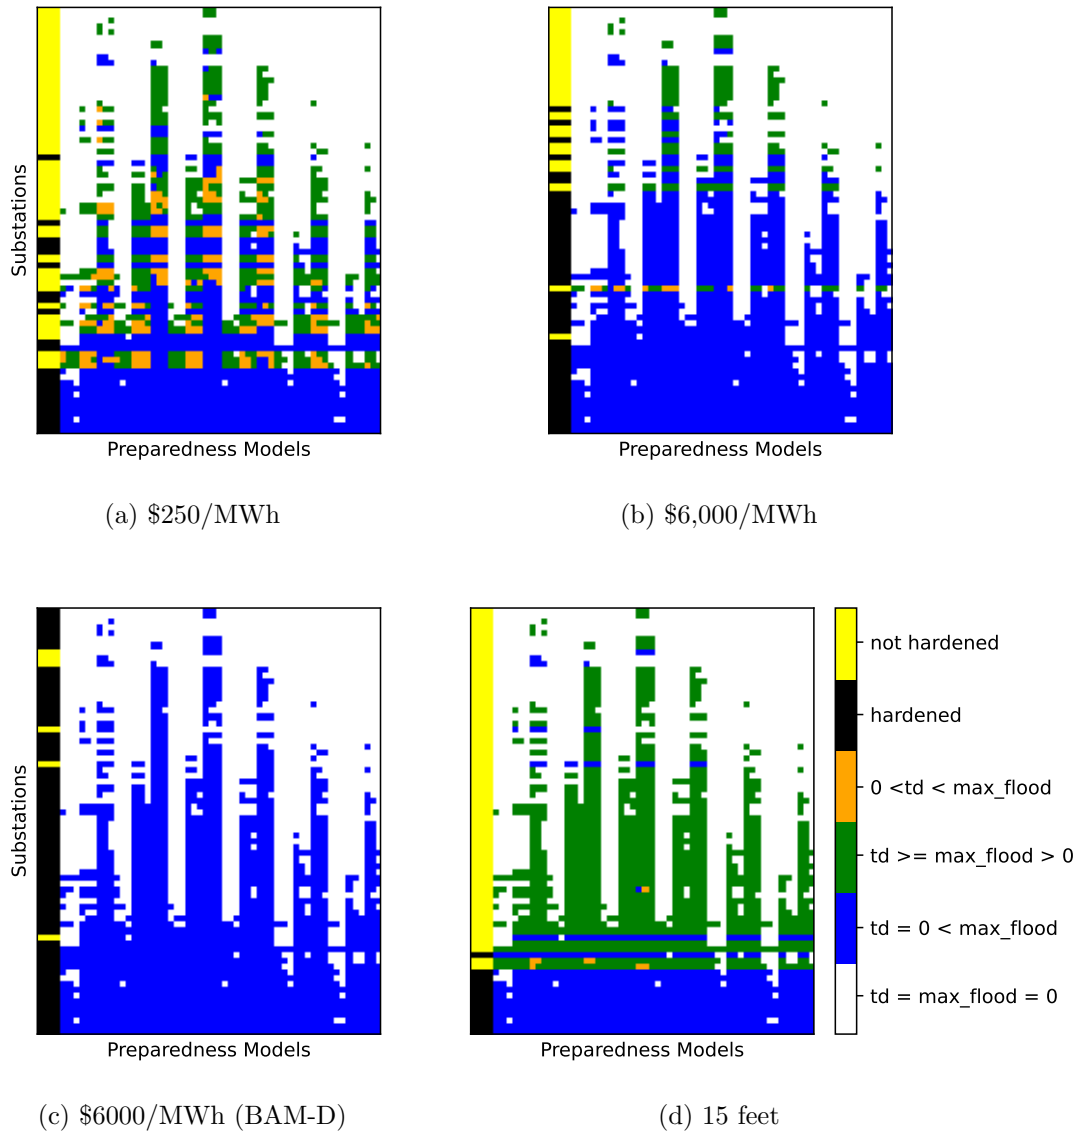 Substations
Preparedness Models
Preparedness Models
(a) $250/MWh
(b) $6,000/MWh
Substations
not hardened
hardened
0 <td < max_flood
td >= max_flood > 0
td = 0 < max_flood
td = max_flood = 0
Preparedness Models
Preparedness Models
(c) $6000/MWh (BAM-D)
(d) 15 feet